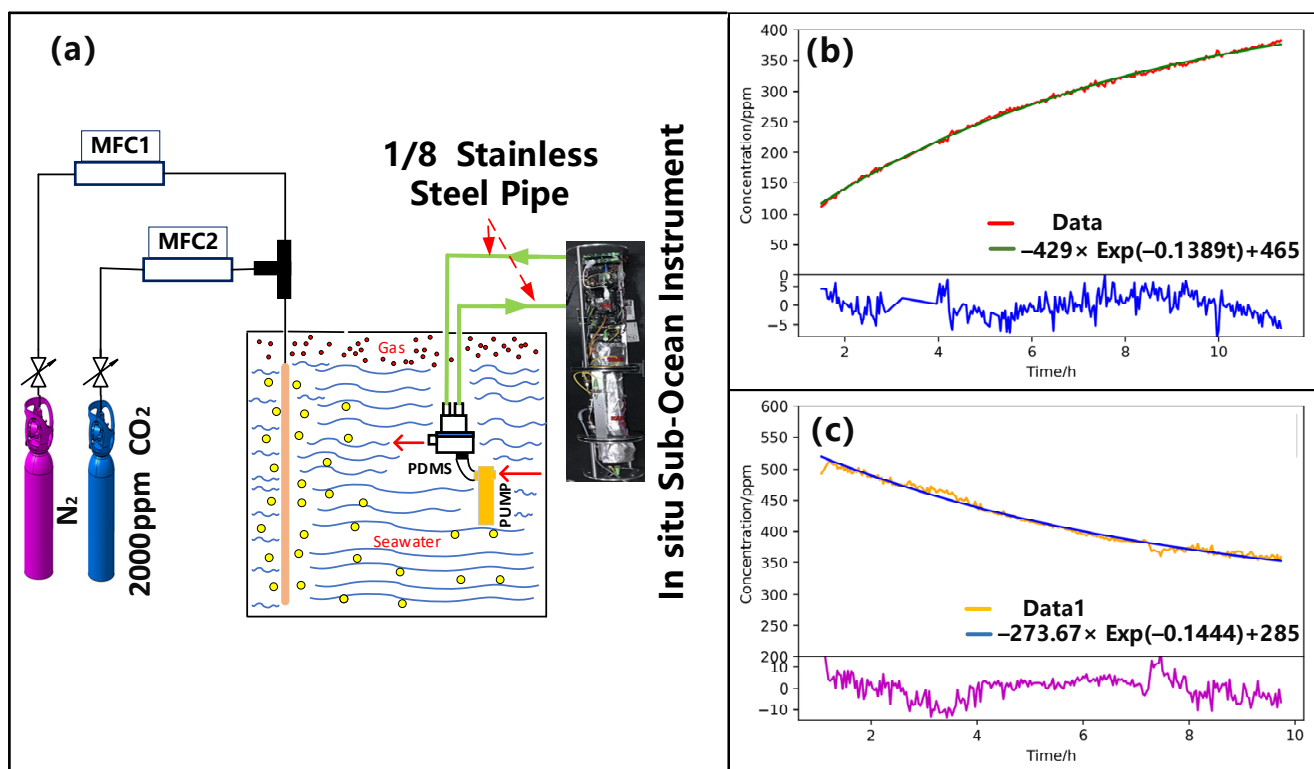 (a)
MFC1
MFC2
1/8 Stainless
Steel Pipe
Gas
PDMS
PUMP
Seawater
N₂
2000ppm CO₂
In situ Sub-Ocean Instrument
(b)
400
350
300
250
200
150
100
50
0
Concentration/ppm
Data
−429× Exp(−0.1389t)+465
5
0
−5
2
4
6
8
10
Time/h
(c)
600
550
500
450
400
350
300
250
200
Concentration/ppm
Data1
−273.67× Exp(−0.1444)+285
10
0
−10
2
4
6
8
10
Time/h